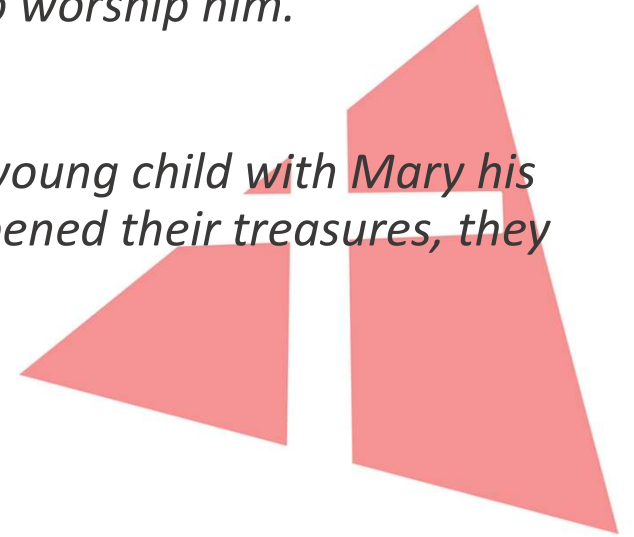 worship him.
young child with Mary his
ened their treasures, they